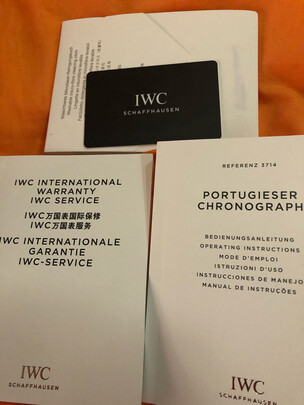 IWC
SCHAFFHAUSEN
IWC INTERNATIONAL
WARRANTY
IWC SERVICE
IWC万国表国际保修
IWC万国表服务
IWC INTERNATIONALE
GARANTIE
IWC-SERVICE
IWC
SCHAFFHAUSEN
REFERENZ 3714
PORTUGIESER
CHRONOGRAPH
BEDIENUNGSANLEITUNG
OPERATING INSTRUCTIONS
MODE D'EMPLOI
ISTRUZIONI D'USO
INSTRUCCIONES DE MANEJO
MANUAL DE INSTRUÇÕES
IWC
SCHAFFHAUSEN